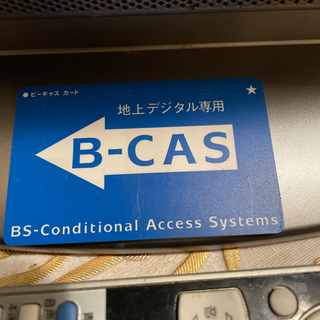 ● ビーキャス カード ★
地上デジタル専用
B-CAS
BS-Conditional Access Systems